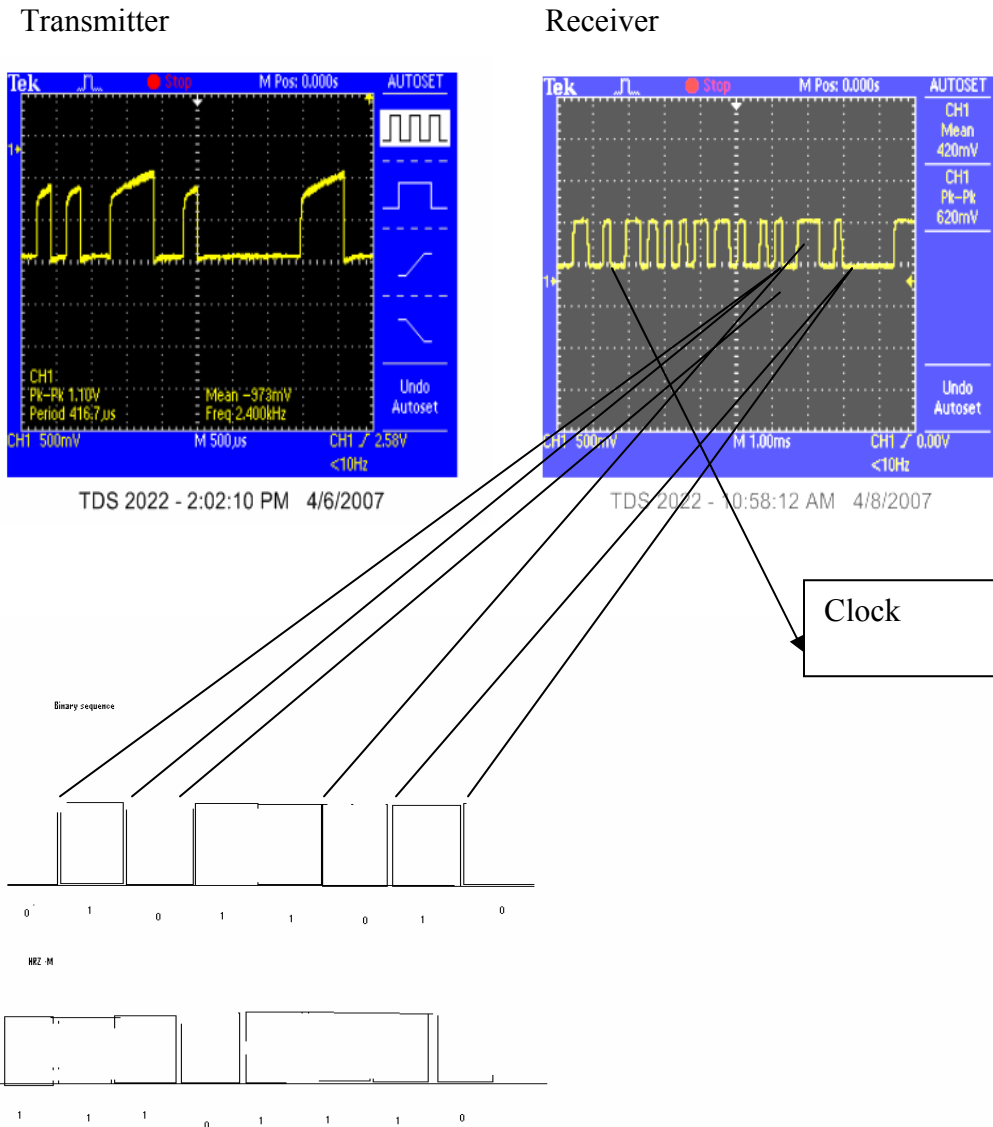 Transmitter
Receiver
Tek Stop M Pos: 0.000s AUTOSET
1
CH1
Pk-Pk 1.10V Mean -973mV
Period 416.7µs Freq 2.400kHz
Undo
Autoset
CH1 500mV M 500µs CH1 2.58V
<10Hz
TDS 2022 - 2:02:10 PM 4/6/2007
Tek Stop M Pos: 0.000s AUTOSET
CH1
Mean
420mV
CH1
Pk-Pk
620mV
1
Undo
Autoset
CH1 500mV M 1.00ms CH1 0.00V
<10Hz
TDS 2022 - 10:58:12 AM 4/8/2007
Clock
Binary sequence
0 1 0 1 1 0 1 0
HRZ -M
1 1 1 0 1 1 1 0